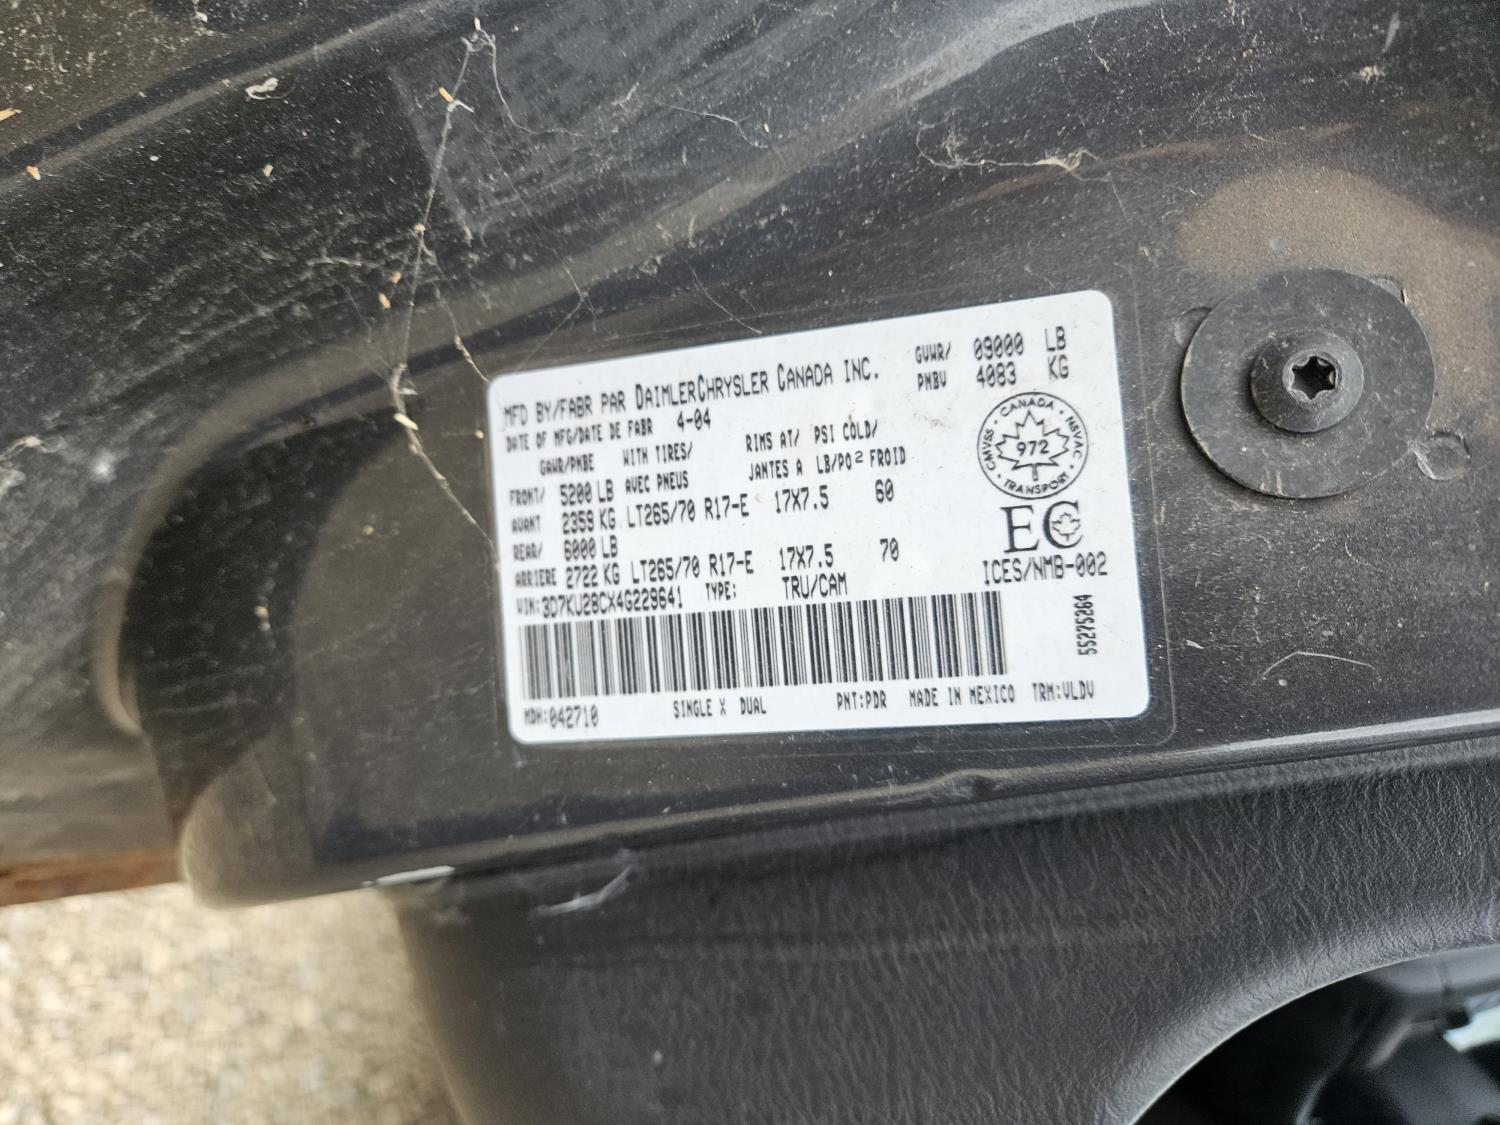 MFD BY/FABR PAR DAIMLERCHRYSLER CANADA INC.
GVWR/ 09000 LB
PNBV 4083 KG
DATE OF MFG/DATE DE FABR 4-04
GAWR/PNBE WITH TIRES/ RIMS AT/ PSI COLD/
AVEC PNEUS JANTES A LB/PO² FROID
FRONT/ 5200 LB
AVANT 2359 KG LT265/70 R17-E 17X7.5 60
REAR/ 6000 LB
ARRIERE 2722 KG LT265/70 R17-E 17X7.5 70
VIN:3D7KU28CX4G229641 TYPE: TRU/CAM
CANADA
CMVSS 972 NSVAC
TRANSPORT
EC
ICES/NMB-002
55275264
MDH:042710 SINGLE X DUAL PNT:PDR MADE IN MEXICO TRM:VLDV